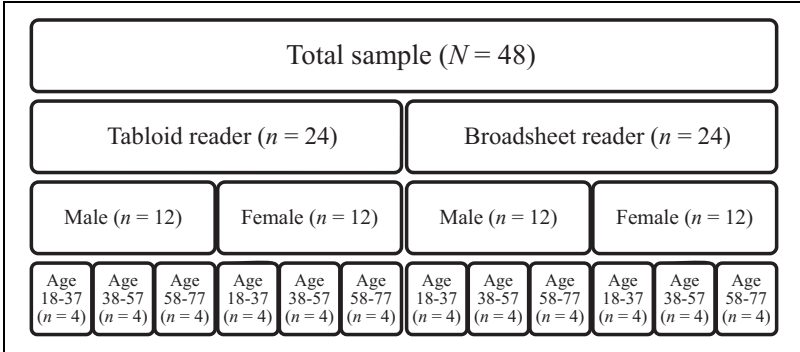 Total sample (N = 48)
Tabloid reader (n = 24)
Broadsheet reader (n = 24)
Male (n = 12)
Female (n = 12)
Male (n = 12)
Female (n = 12)
Age
18-37
(n = 4)
Age
38-57
(n = 4)
Age
58-77
(n = 4)
Age
18-37
(n = 4)
Age
38-57
(n = 4)
Age
58-77
(n = 4)
Age
18-37
(n = 4)
Age
38-57
(n = 4)
Age
58-77
(n = 4)
Age
18-37
(n = 4)
Age
38-57
(n = 4)
Age
58-77
(n = 4)